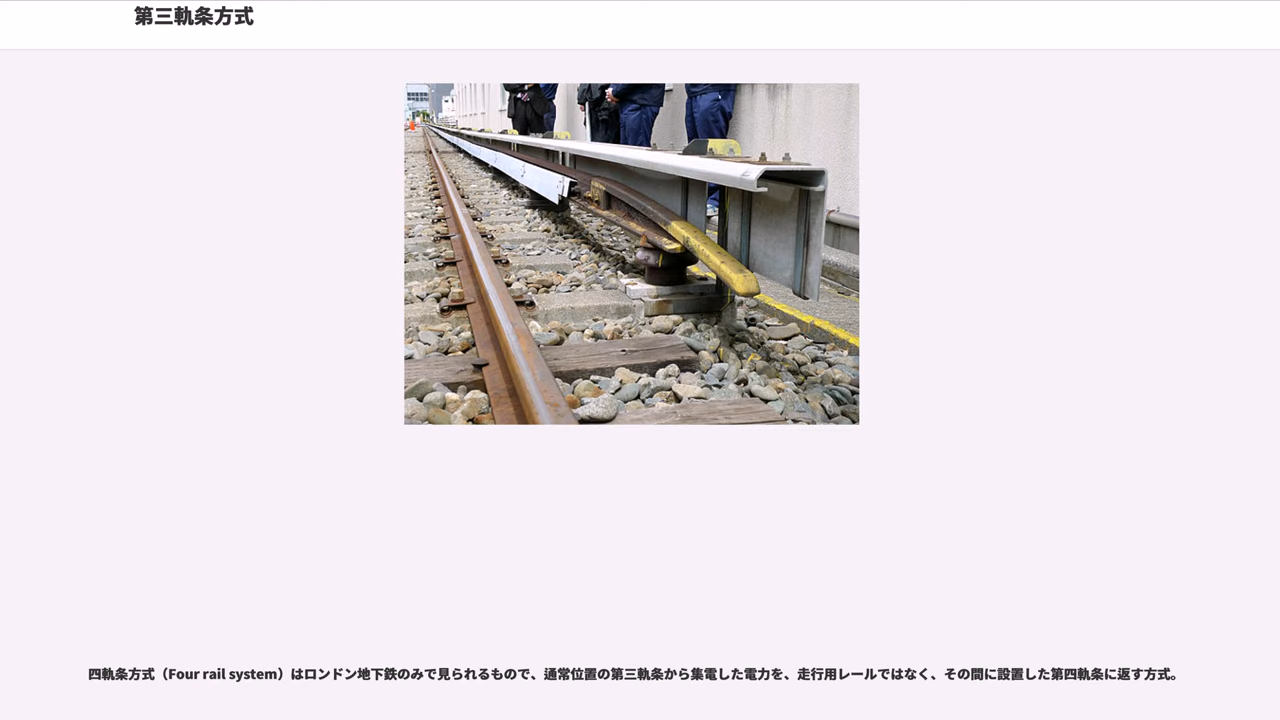 第三軌条方式
四軌条方式（Four rail system）はロンドン地下鉄のみで見られるもので、通常位置の第三軌条から集電した電力を、走行用レールではなく、その間に設置した第四軌条に返す方式。